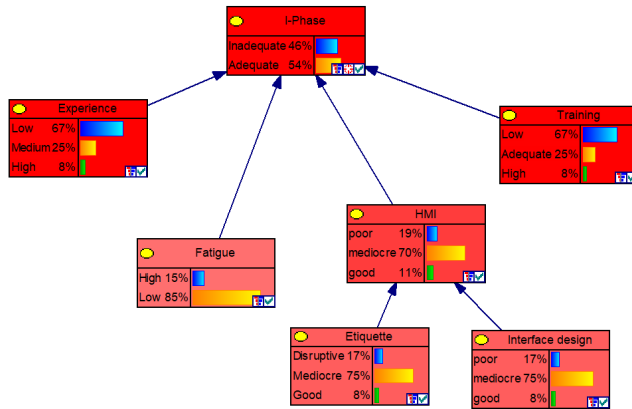 I-Phase
Inadequate 46%
Adequate 54%
Experience
Low 67%
Medium 25%
High 8%
Training
Low 67%
Adequate 25%
High 8%
HMI
poor 19%
mediocre 70%
good 11%
Fatigue
High 15%
Low 85%
Etiquette
Disruptive 17%
Mediocre 75%
Good 8%
Interface design
poor 17%
mediocre 75%
good 8%